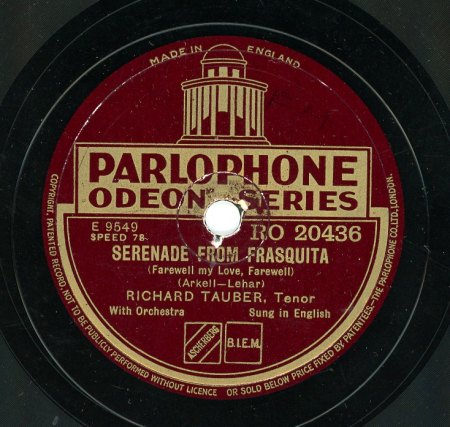 MADE IN ENGLAND
PARLOPHONE
ODEON SERIES
E 9549
SPEED 78.
RO 20436
SERENADE FROM FRASQUITA
(Farewell my Love, Farewell)
(Arkell—Lehar)
RICHARD TAUBER, Tenor
With Orchestra Sung in English
ASCHERBERG
B.I.E.M.
COPYRIGHT, PATENTED RECORD, NOT TO BE PUBLICLY PERFORMED WITHOUT LICENCE OR SOLD BELOW PRICE FIXED BY PATENTEES.—THE PARLOPHONE CO., LTD., LONDON.